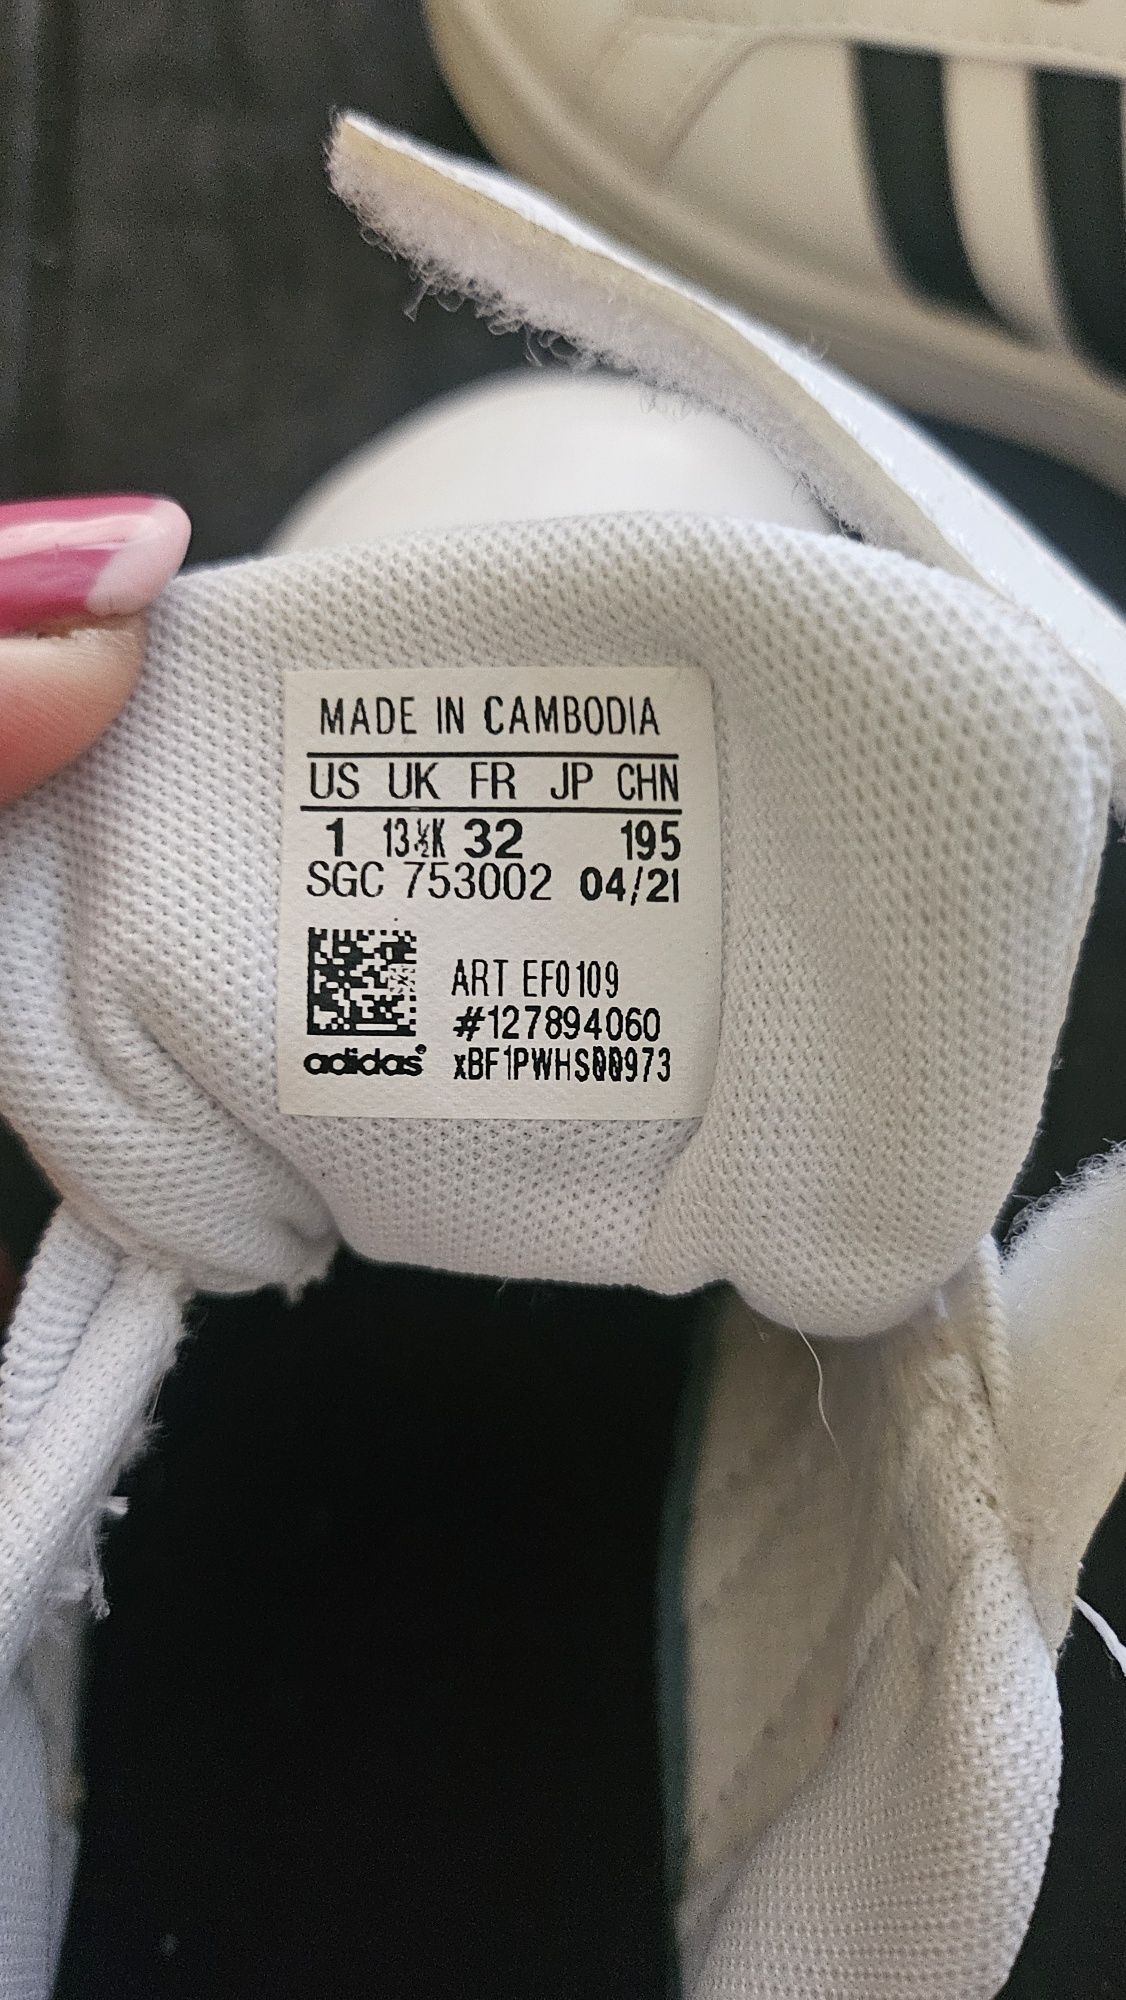 MADE IN CAMBODIA
US UK FR JP CHN
1 13½K 32 195
SGC 753002 04/21
ART EF0109
#127894060
adidas® xBF1PWHS00973